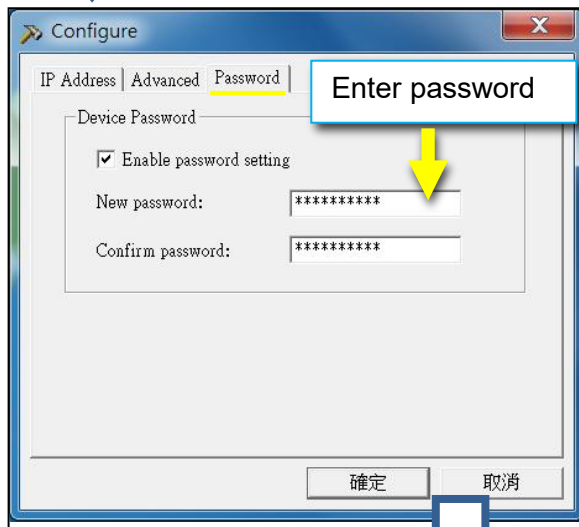 Configure
IP Address Advanced Password
Enter password
Device Password
Enable password setting
New password: **********
Confirm password: **********
確定 取消